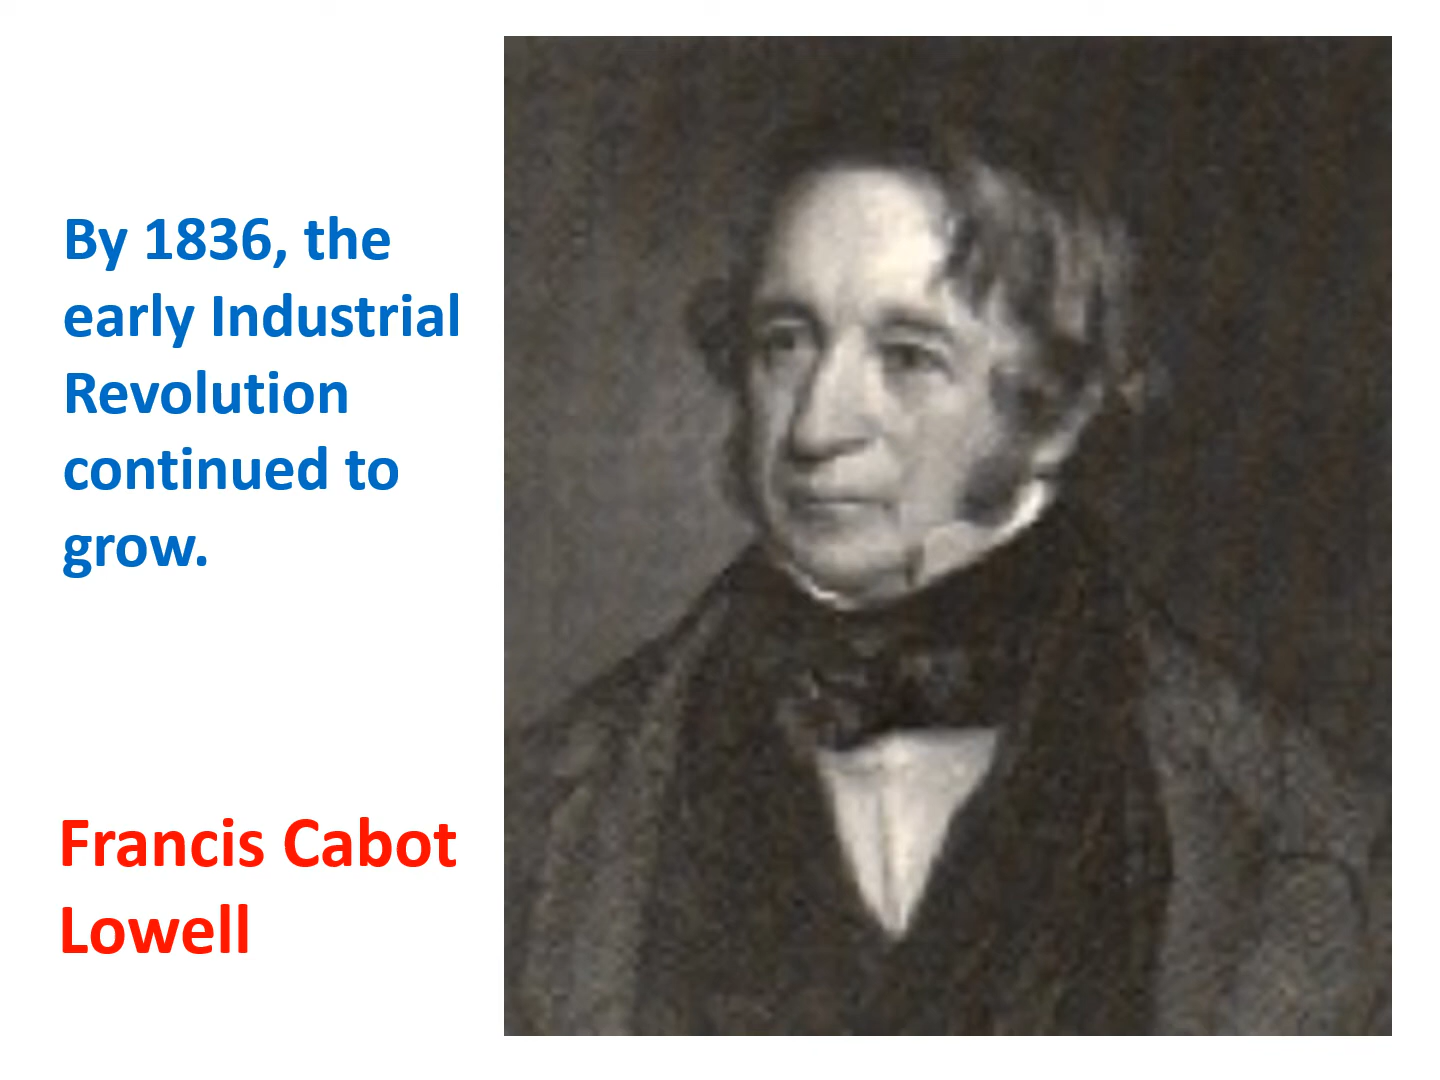 By 1836, the
early Industrial
Revolution
continued to
grow.
Francis Cabot
Lowell